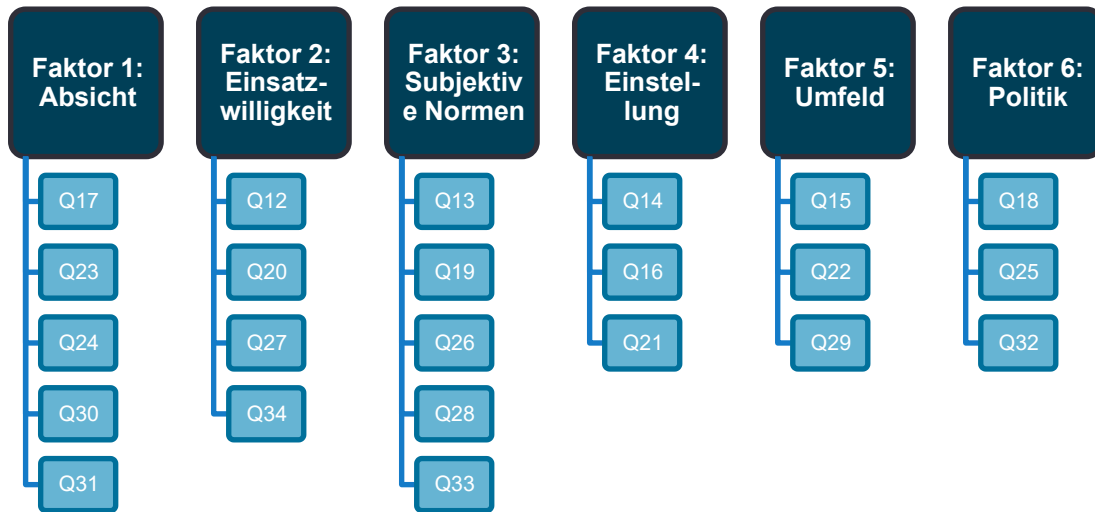 Faktor 1:
Absicht
Q17
Q23
Q24
Q30
Q31
Faktor 2:
Einsatz-
willigkeit
Q12
Q20
Q27
Q34
Faktor 3:
Subjektiv
e Normen
Q13
Q19
Q26
Q28
Q33
Faktor 4:
Einstel-
lung
Q14
Q16
Q21
Faktor 5:
Umfeld
Q15
Q22
Q29
Faktor 6:
Politik
Q18
Q25
Q32